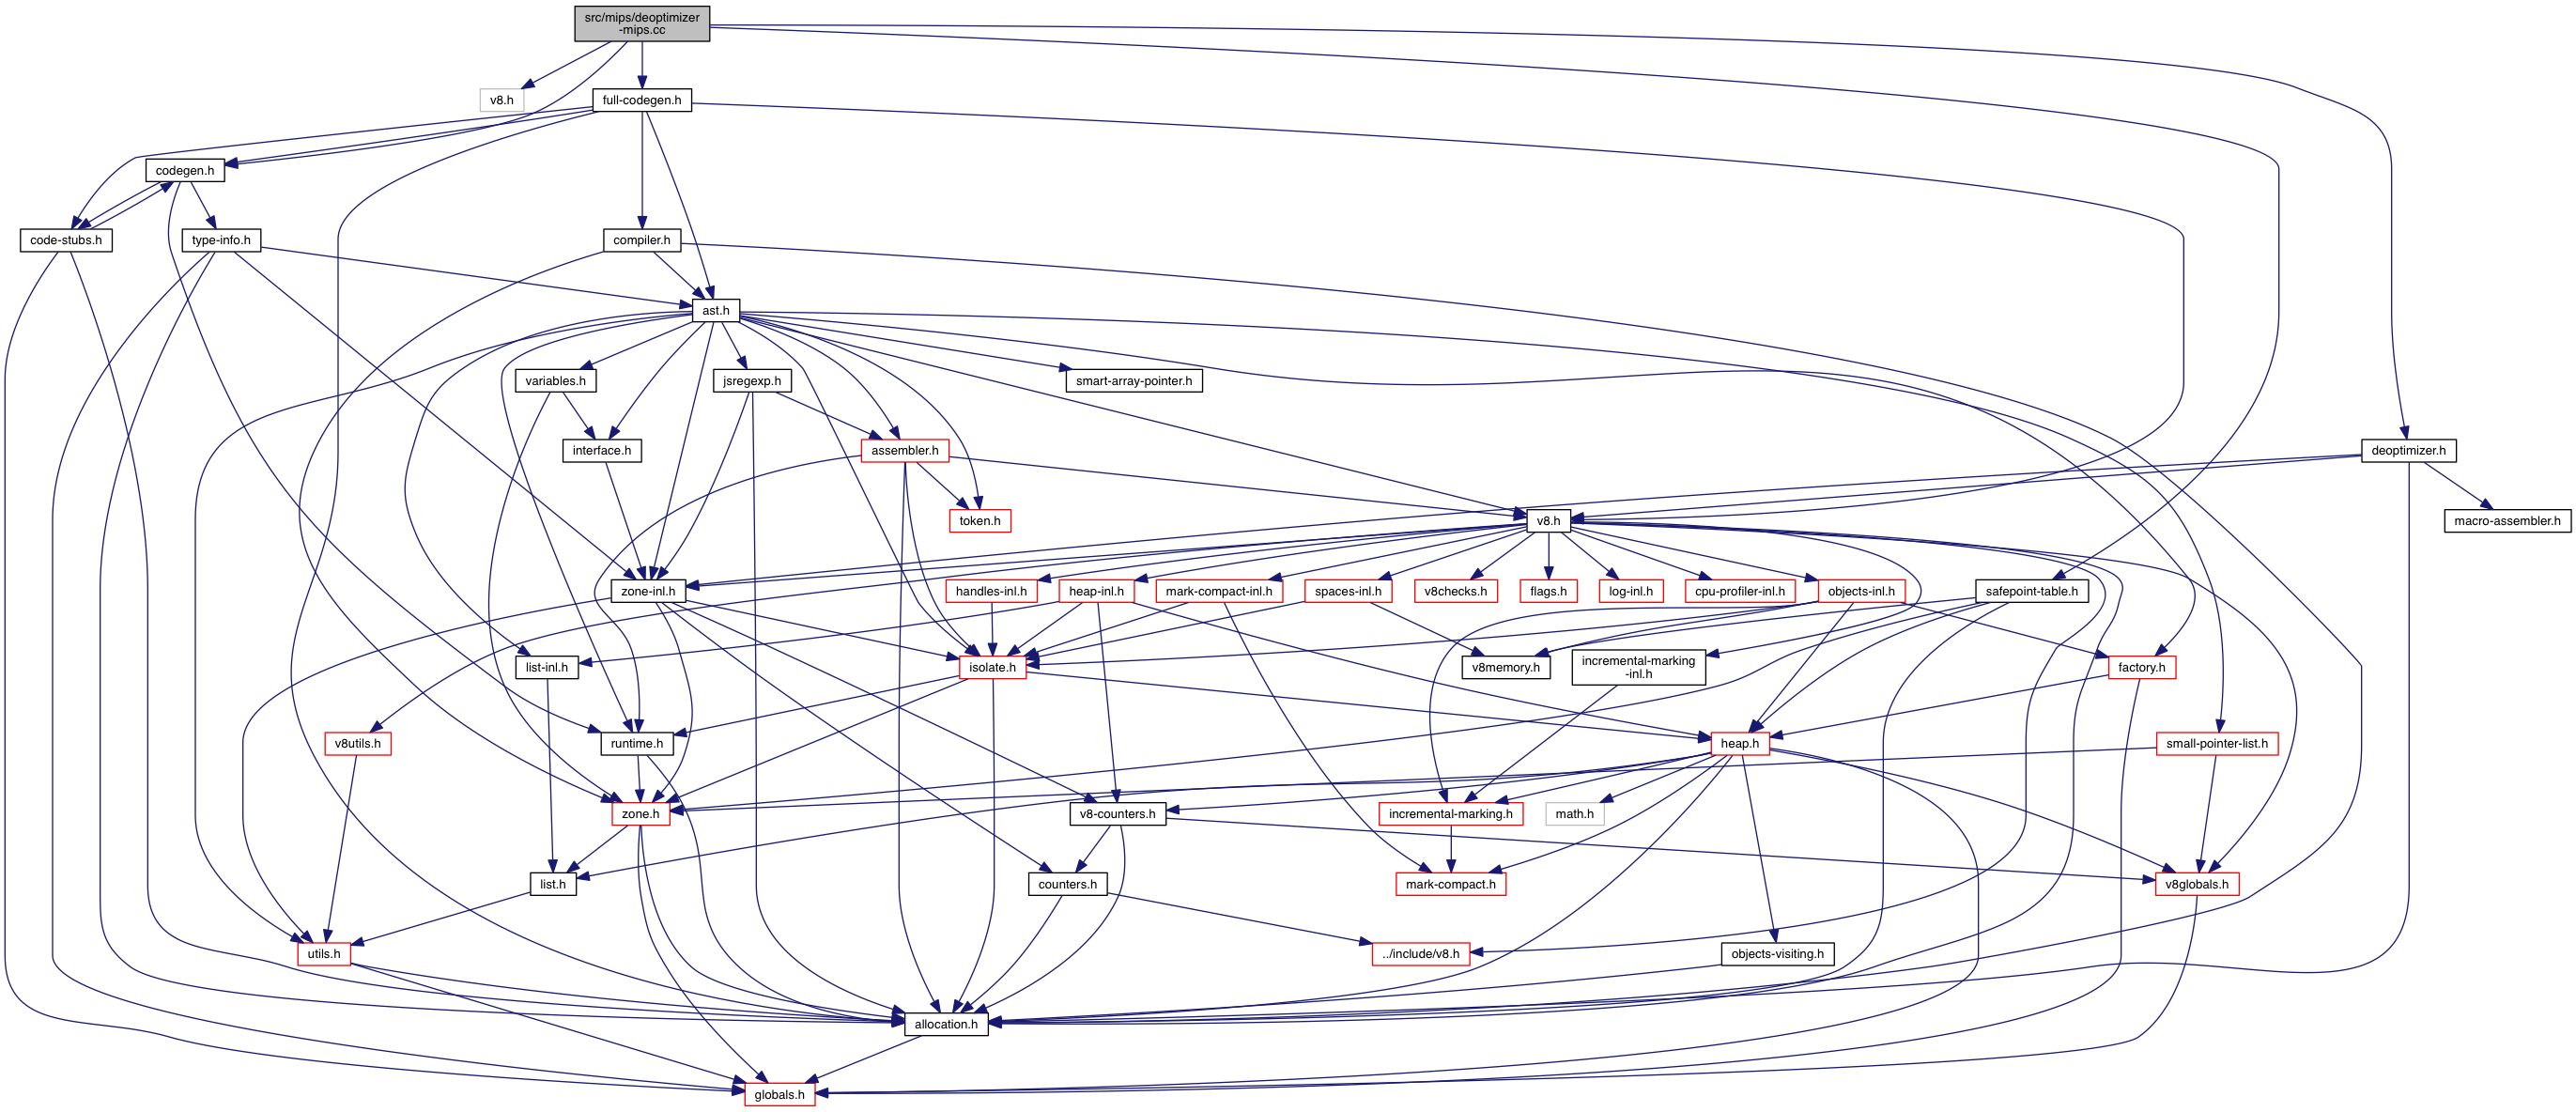 src/mips/deoptimizer
-mips.cc
v8.h
full-codegen.h
codegen.h
code-stubs.h
type-info.h
compiler.h
ast.h
variables.h
jsregexp.h
smart-array-pointer.h
interface.h
assembler.h
deoptimizer.h
token.h
v8.h
macro-assembler.h
zone-inl.h
handles-inl.h
heap-inl.h
mark-compact-inl.h
spaces-inl.h
v8checks.h
flags.h
log-inl.h
cpu-profiler-inl.h
objects-inl.h
safepoint-table.h
list-inl.h
isolate.h
v8memory.h
incremental-marking
-inl.h
factory.h
v8utils.h
runtime.h
heap.h
small-pointer-list.h
zone.h
v8-counters.h
incremental-marking.h
math.h
list.h
counters.h
mark-compact.h
v8globals.h
utils.h
../include/v8.h
objects-visiting.h
allocation.h
globals.h